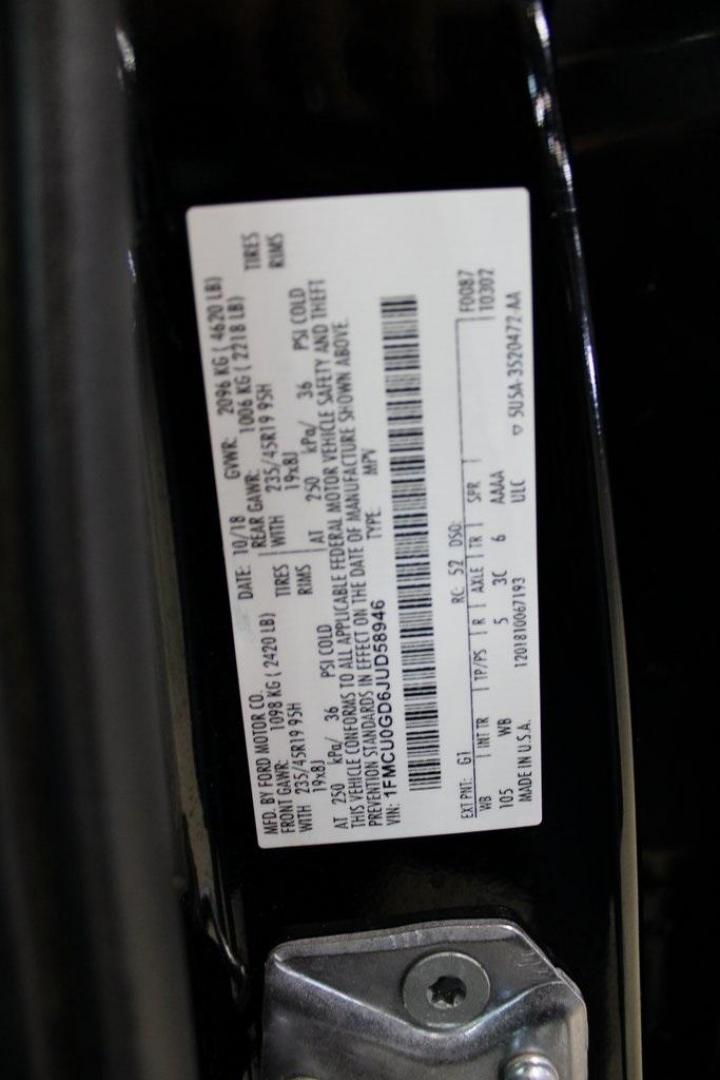 MFD. BY FORD MOTOR CO.
DATE: 10/18 GVWR: 2096 KG ( 4620 LB)
FRONT GAWR: 1098 KG ( 2420 LB) REAR GAWR: 1006 KG ( 2218 LB)
WITH 235/45R19 95H TIRES WITH 235/45R19 95H TIRES
19x8J RIMS 19x8J RIMS
AT 250 kPa/ 36 PSI COLD AT 250 kPa/ 36 PSI COLD
THIS VEHICLE CONFORMS TO ALL APPLICABLE FEDERAL MOTOR VEHICLE SAFETY AND THEFT
PREVENTION STANDARDS IN EFFECT ON THE DATE OF MANUFACTURE SHOWN ABOVE.
VIN: 1FMCU0GD6JUD58946 TYPE: MPV
EXT PNT: G1 RC: 52 DSO: F0087
WB INT TR TP/PS R AXLE TR SPR T0302
105 WB 5 3C 6 AAAA
MADE IN U.S.A. 1201810067193 ULC ▽ 5USA-3520472-AA